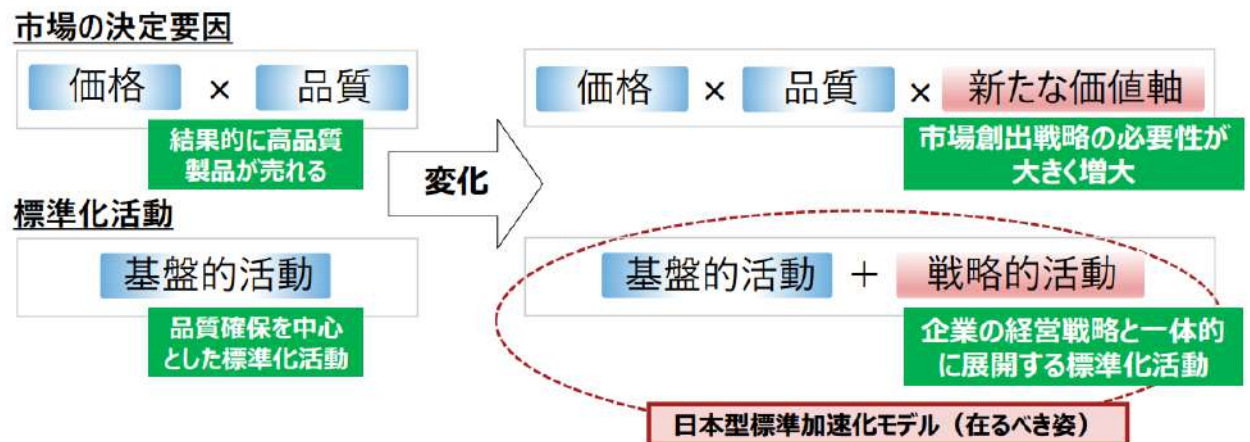 市場の決定要因
価格 × 品質
結果的に高品質
製品が売れる
変化
価格 × 品質 × 新たな価値軸
市場創出戦略の必要性が
大きく増大
標準化活動
基盤的活動
品質確保を中心
とした標準化活動
基盤的活動 + 戦略的活動
企業の経営戦略と一体的
に展開する標準化活動
日本型標準加速化モデル（在るべき姿）